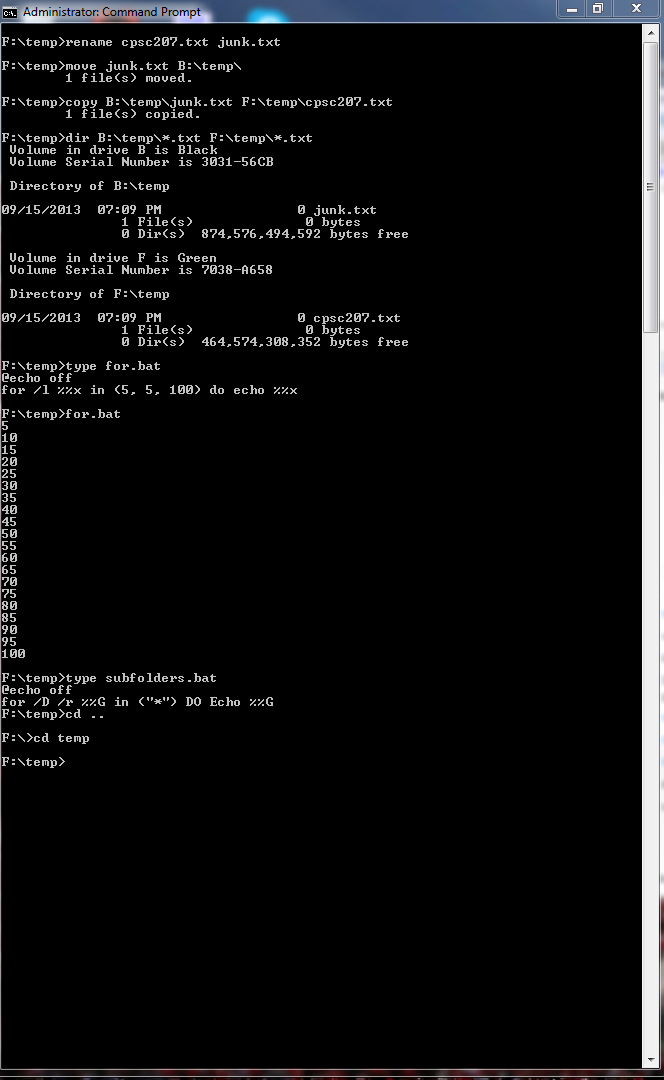 Administrator: Command Prompt
F:\temp>rename cpsc207.txt junk.txt
F:\temp>move junk.txt B:\temp\
        1 file(s) moved.
F:\temp>copy B:\temp\junk.txt F:\temp\cpsc207.txt
        1 file(s) copied.
F:\temp>dir B:\temp\*.txt F:\temp\*.txt
 Volume in drive B is Black
 Volume Serial Number is 3031-56CB
 Directory of B:\temp
09/15/2013  07:09 PM                 0 junk.txt
               1 File(s)              0 bytes
               0 Dir(s)  874,576,494,592 bytes free
 Volume in drive F is Green
 Volume Serial Number is 7038-A658
 Directory of F:\temp
09/15/2013  07:09 PM                 0 cpsc207.txt
               1 File(s)              0 bytes
               0 Dir(s)  464,574,308,352 bytes free
F:\temp>type for.bat
@echo off
for /l %%x in (5, 5, 100) do echo %%x
F:\temp>for.bat
5
10
15
20
25
30
35
40
45
50
55
60
65
70
75
80
85
90
95
100
F:\temp>type subfolders.bat
@echo off
for /D /r %%G in ("*") DO Echo %%G
F:\temp>cd ..
F:\>cd temp
F:\temp>